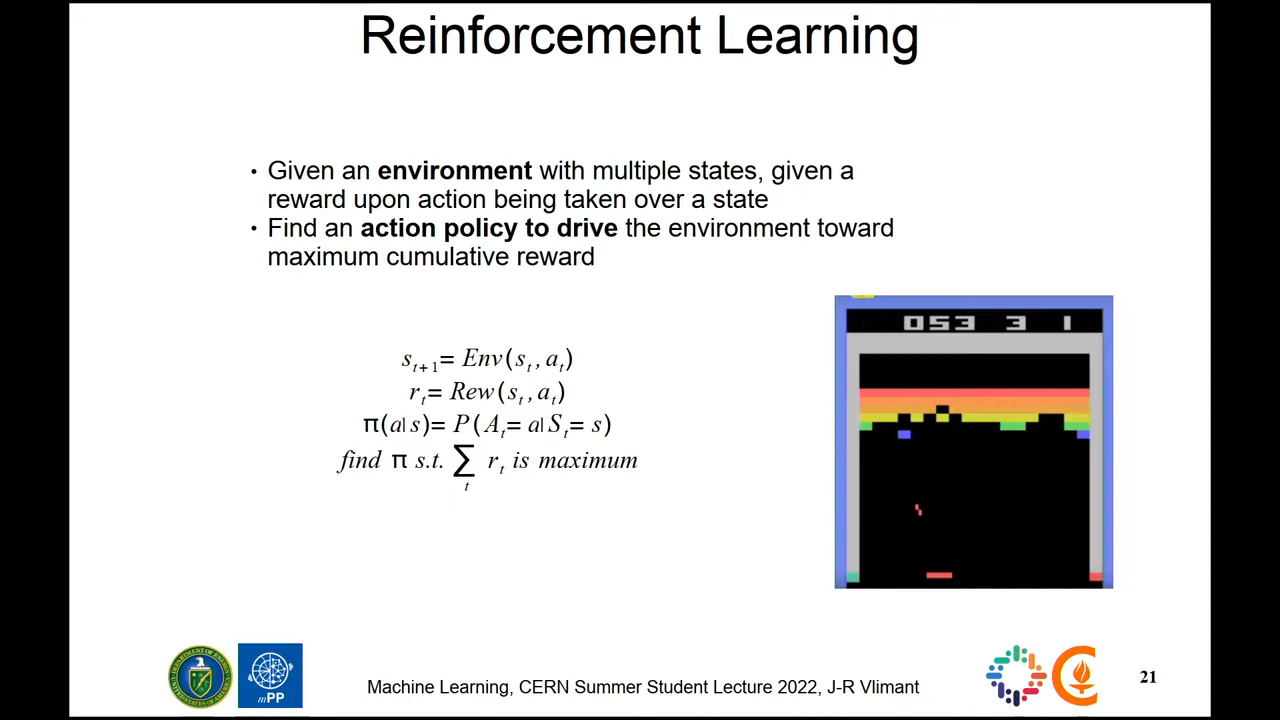 Reinforcement Learning
• Given an environment with multiple states, given a
reward upon action being taken over a state
• Find an action policy to drive the environment toward
maximum cumulative reward
s_{t+1}= Env(s_t, a_t)
r_t= Rew(s_t, a_t)
π(a|s)= P(A_t= a|S_t= s)
find π s.t. ∑_t r_t is maximum
053 3 1
mPP
Machine Learning, CERN Summer Student Lecture 2022, J-R Vlimant
21